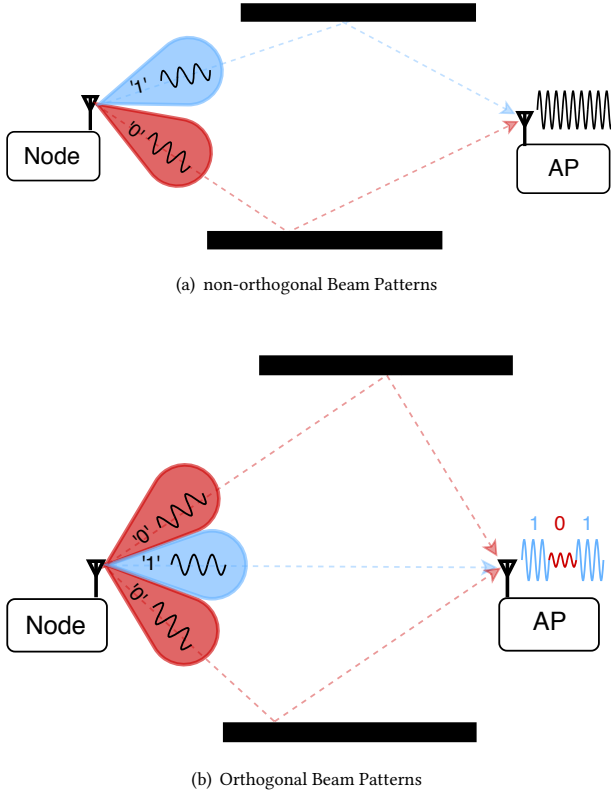 '1'
'0'
Node
AP
(a) non-orthogonal Beam Patterns
1 0 1
'0'
'1'
'0'
Node
AP
(b) Orthogonal Beam Patterns